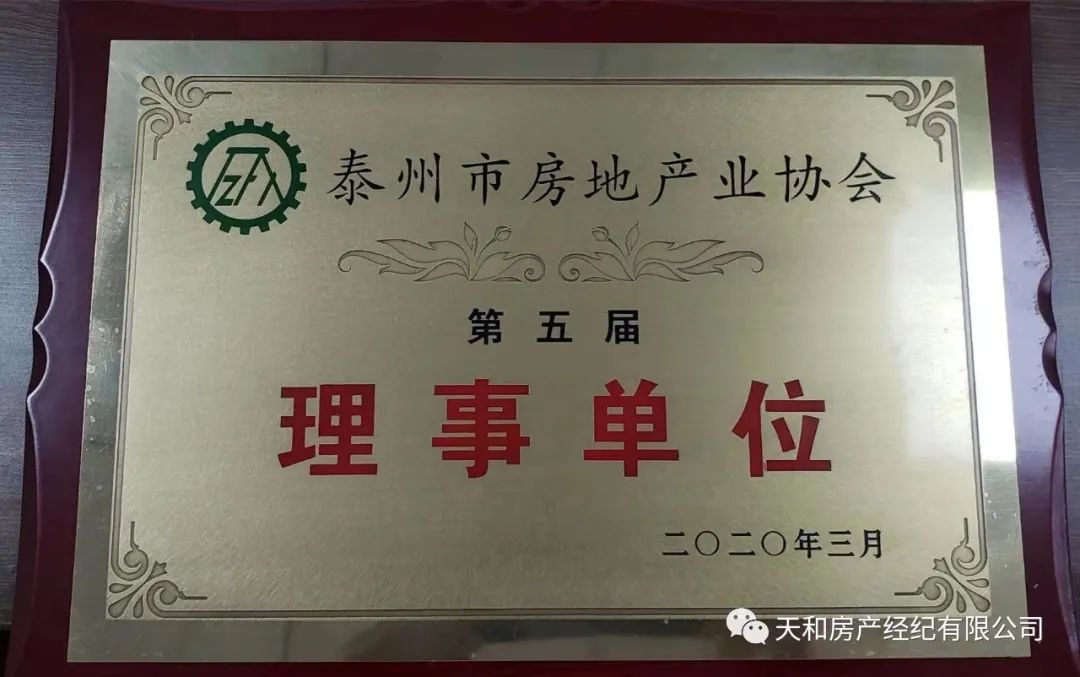 泰州市房地产业协会
第五届
理事单位
二〇二〇年三月
天和房产经纪有限公司